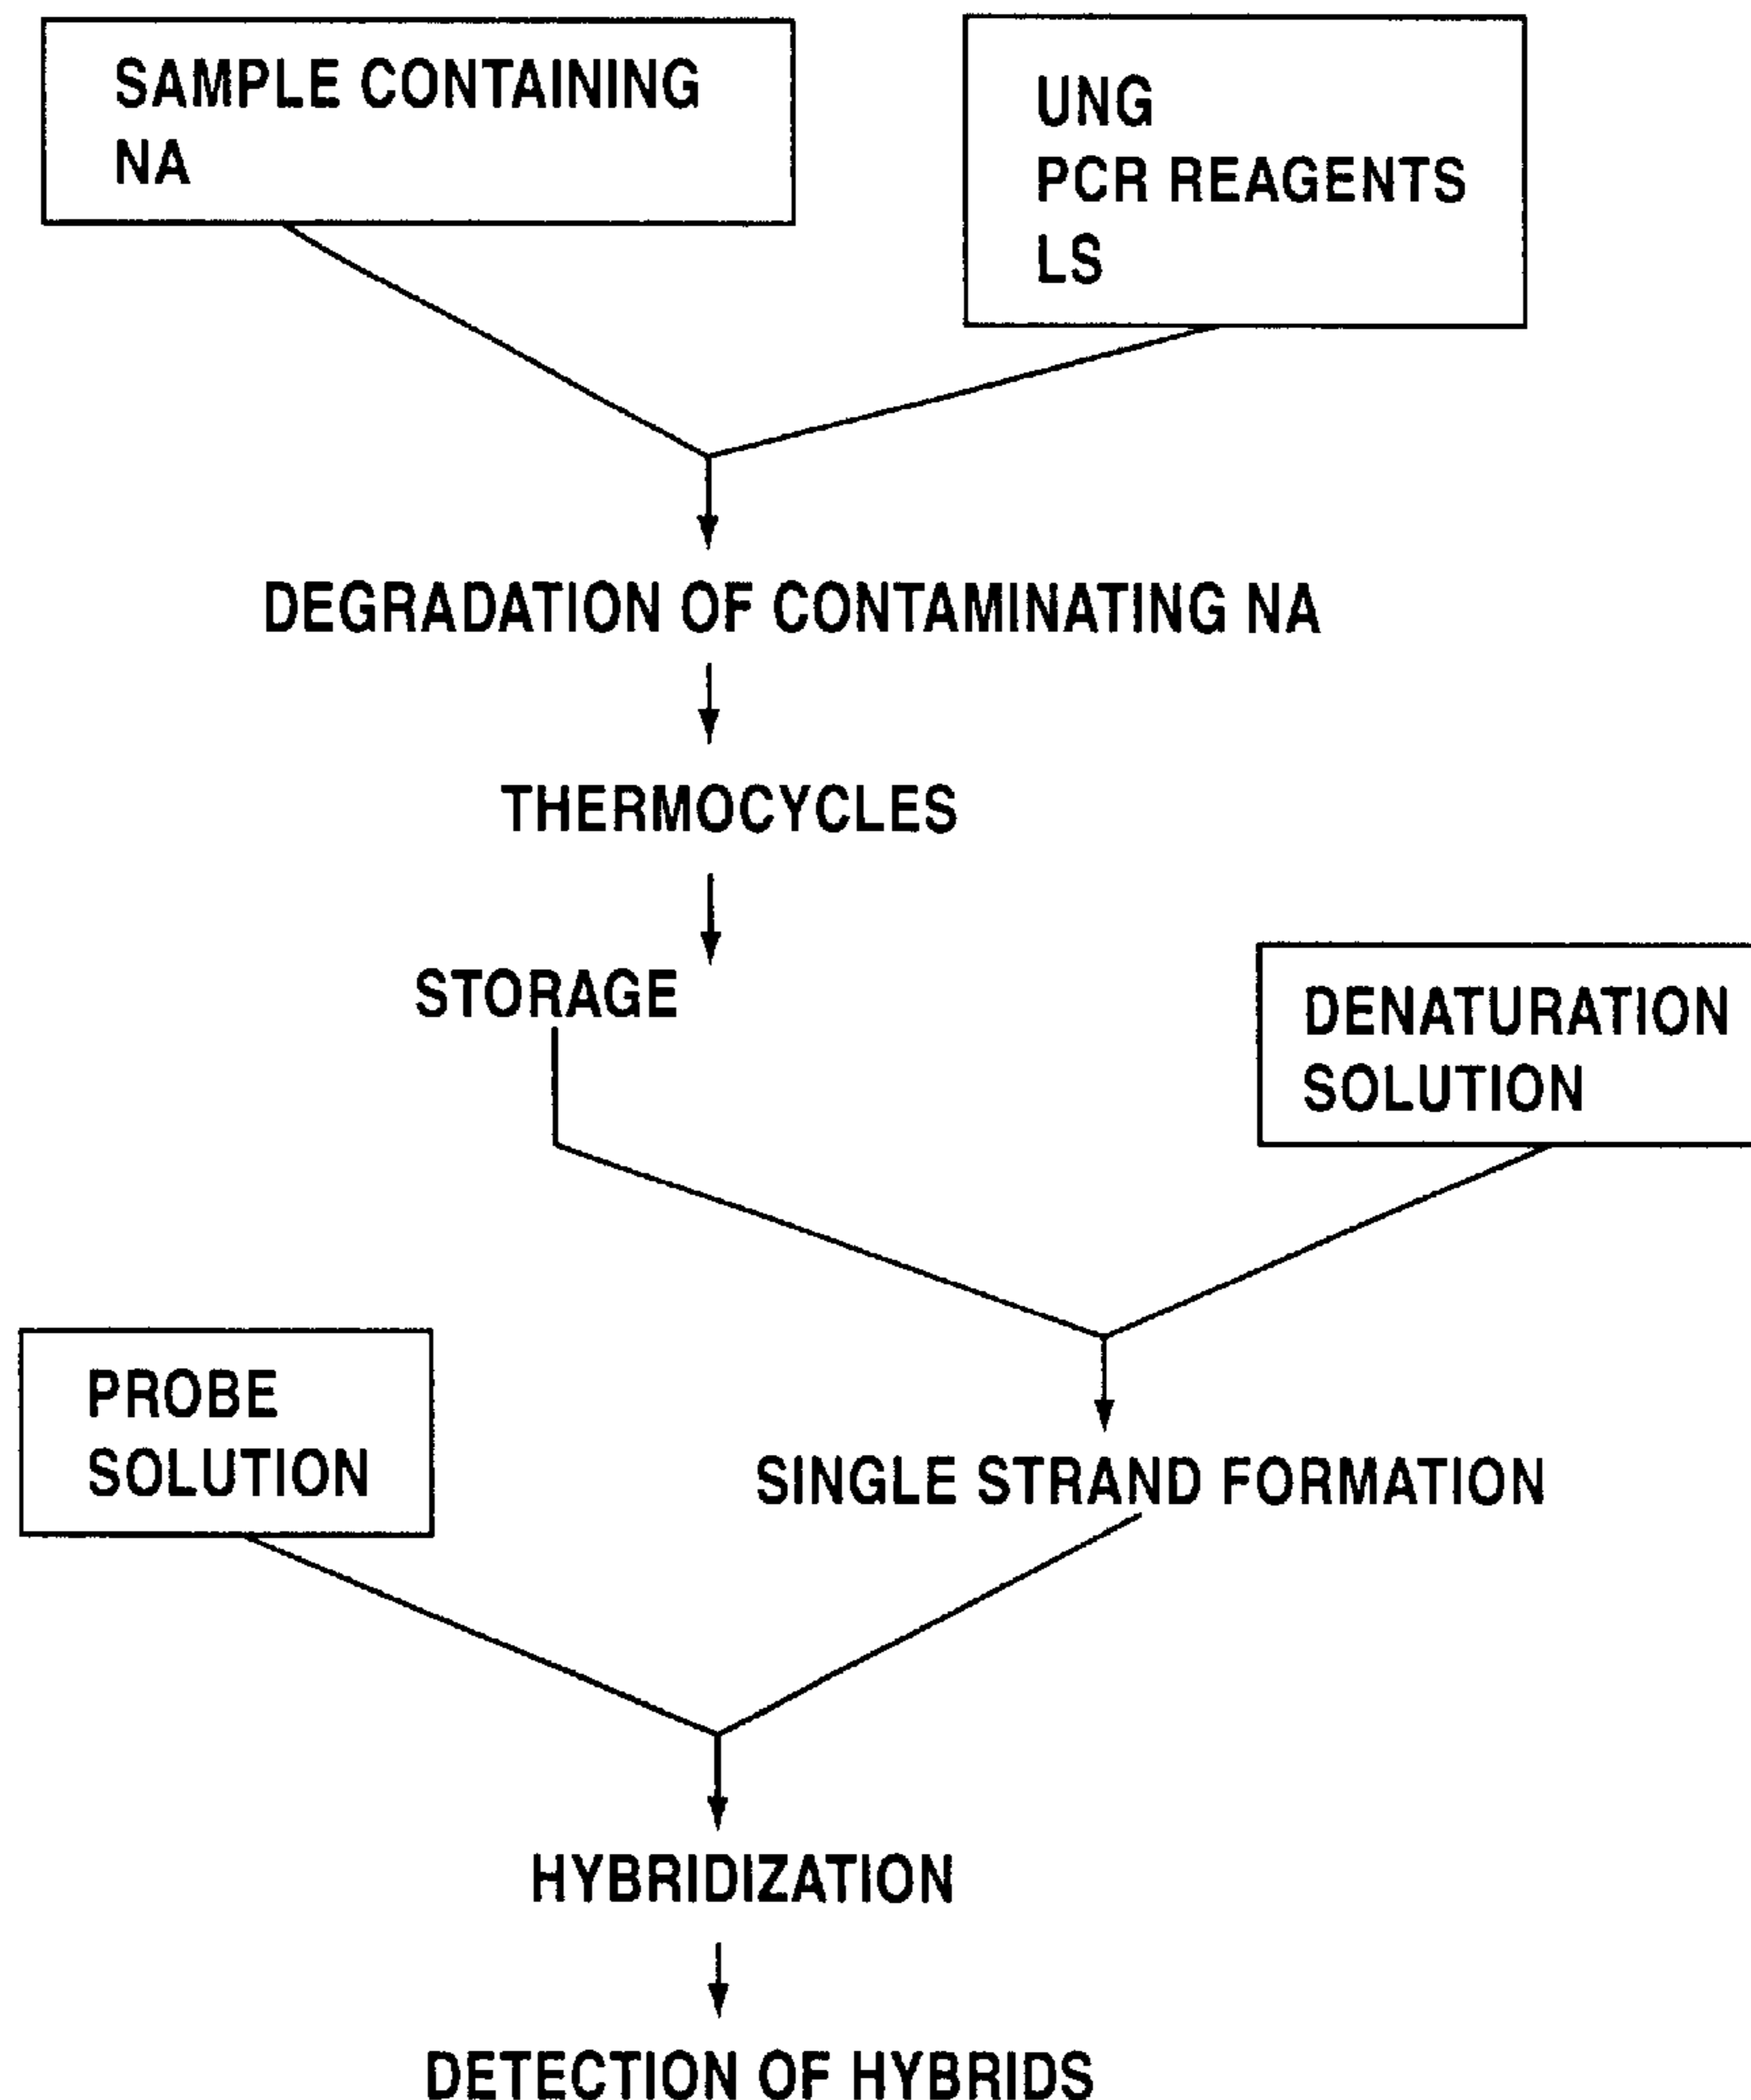 SAMPLE CONTAINING
NA
UNG
PCR REAGENTS
LS
DEGRADATION OF CONTAMINATING NA
THERMOCYCLES
STORAGE
DENATURATION
SOLUTION
PROBE
SOLUTION
SINGLE STRAND FORMATION
HYBRIDIZATION
DETECTION OF HYBRIDS